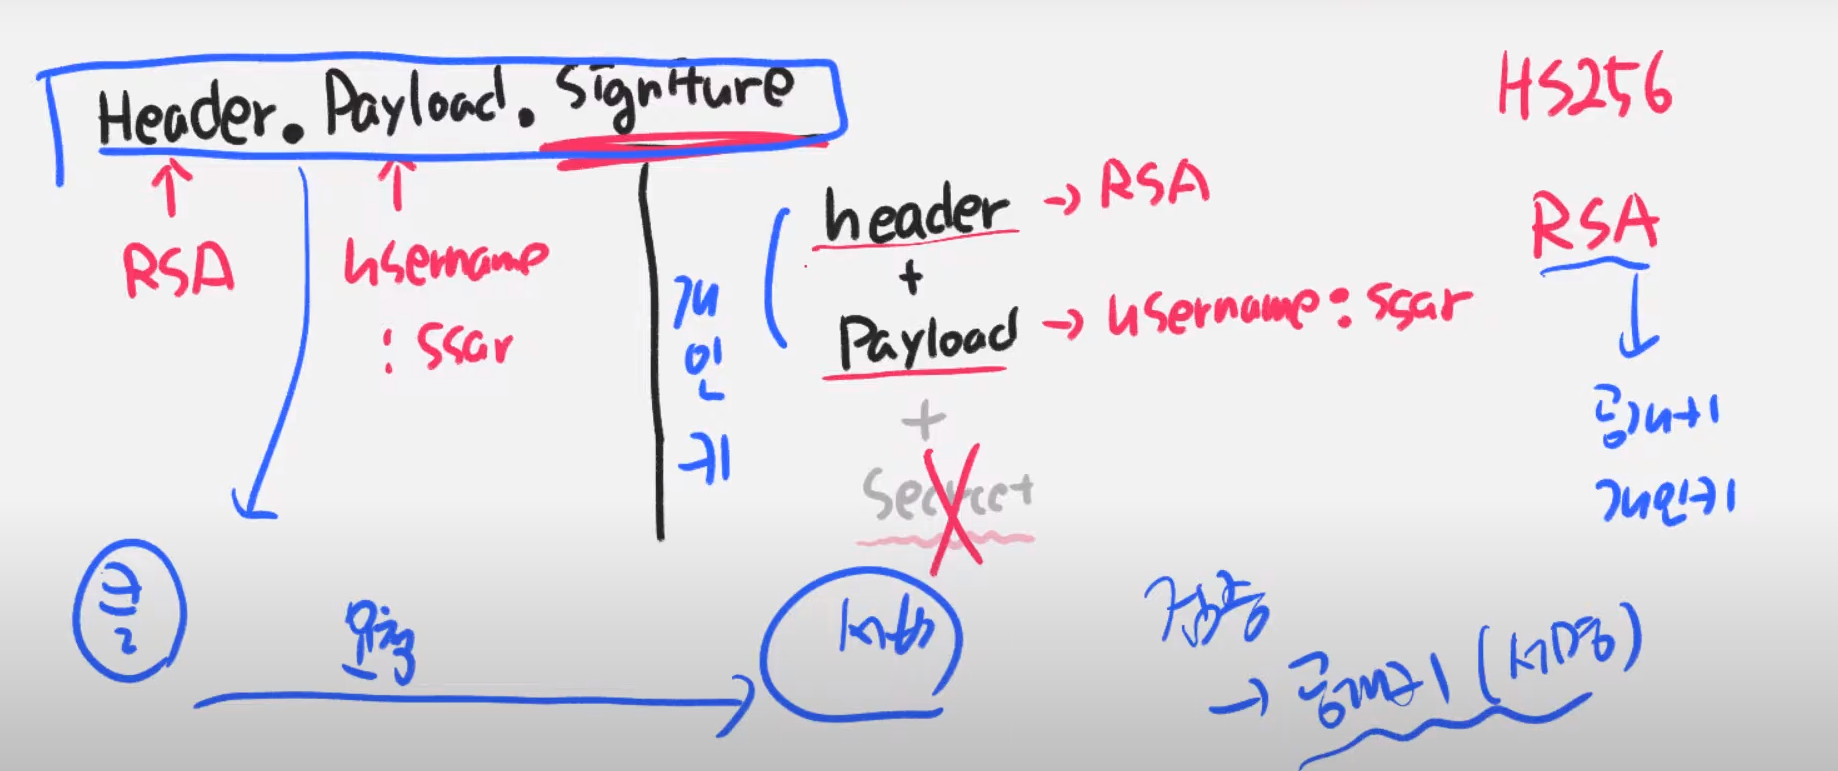 Header. Payload. Signiture
HS256
RSA
username
: ssar
개
인
키
header → RSA
+
Payload → username: ssar
+
Secret
RSA
공개키
개인키
클
요청
서버
검증
→ 공개키 (서명)